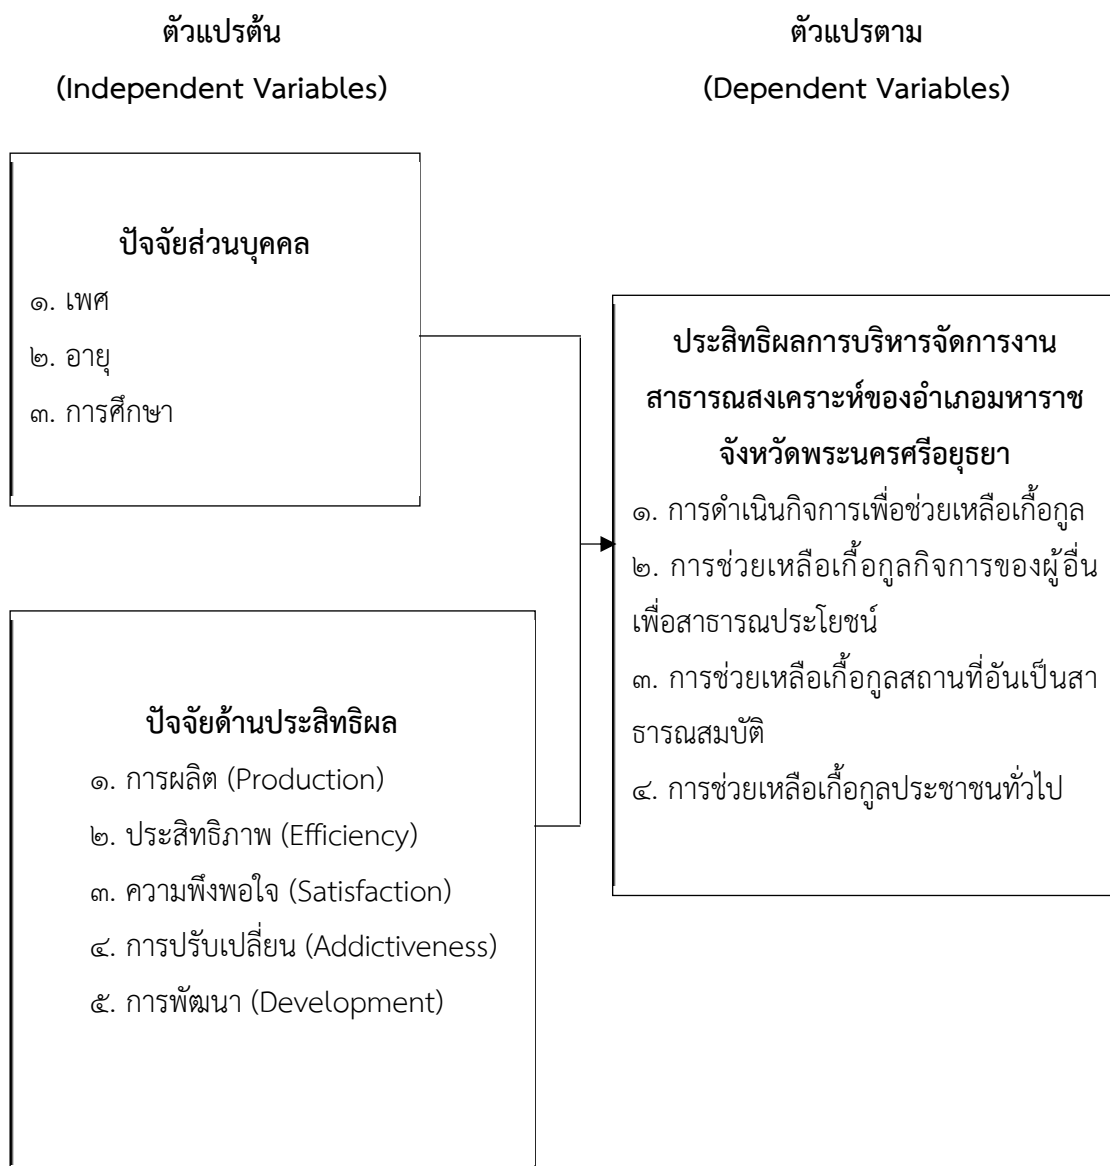 ตัวแปรต้น
(Independent Variables)
ตัวแปรตาม
(Dependent Variables)
ปัจจัยส่วนบุคคล
๑. เพศ
๒. อายุ
๓. การศึกษา
ปัจจัยด้านประสิทธิผล
๑. การผลิต (Production)
๒. ประสิทธิภาพ (Efficiency)
๓. ความพึงพอใจ (Satisfaction)
๔. การปรับเปลี่ยน (Addictiveness)
๕. การพัฒนา (Development)
ประสิทธิผลการบริหารจัดการงาน
สาธารณสงเคราะห์ของอำเภอมหาราช
จังหวัดพระนครศรีอยุธยา
๑. การดำเนินกิจการเพื่อช่วยเหลือเกื้อกูล
๒. การช่วยเหลือเกื้อกูลกิจการของผู้อื่น
เพื่อสาธารณประโยชน์
๓. การช่วยเหลือเกื้อกูลสถานที่อันเป็นสา
ธารณสมบัติ
๔. การช่วยเหลือเกื้อกูลประชาชนทั่วไป